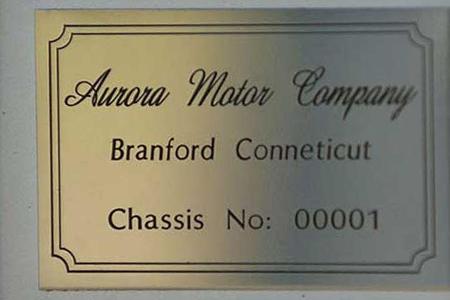 Aurora Motor Company
Branford Conneticut
Chassis No: 00001